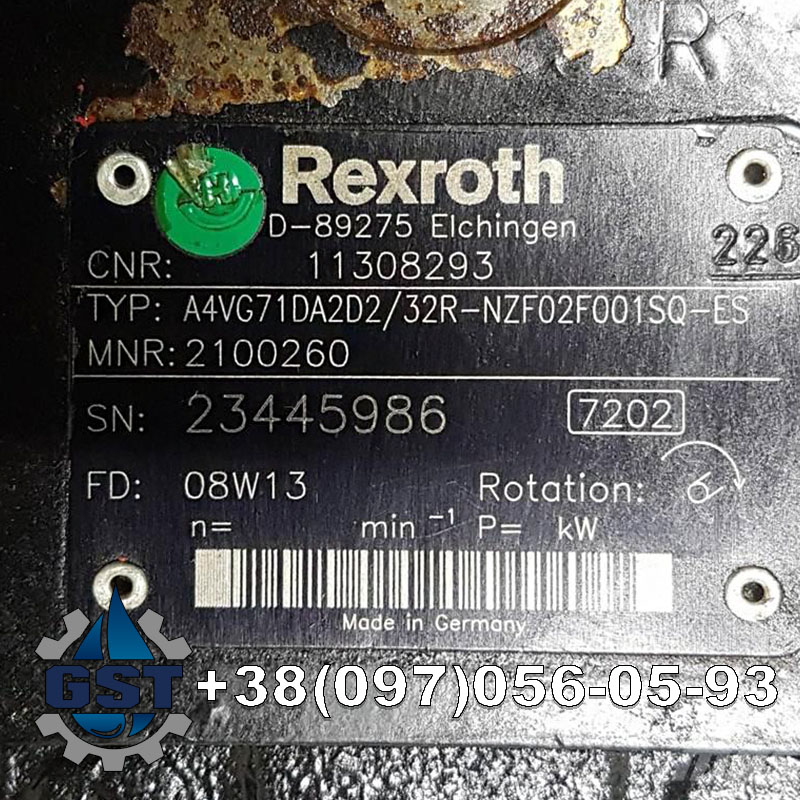 R
Rexroth
D-89275 Elchingen
226
CNR: 11308293
TYP: A4VG71DA2D2/32R-NZF02F001SQ-ES
MNR: 2100260
SN: 23445986 7202
FD: 08W13 Rotation:
n= min⁻¹ P= kW
Made in Germany
GST +38(097)056-05-93